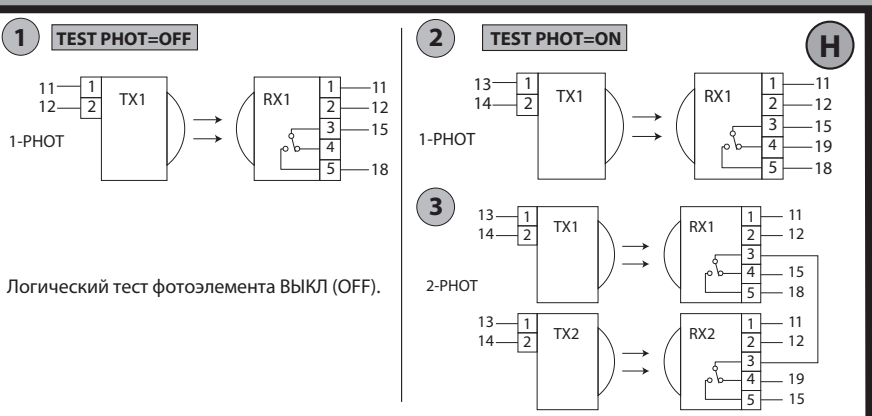 1 TEST PHOT=OFF
11 1 TX1 RX1 1 11
12 2 2 12
3 15
1-PHOT 4
5 18
Логический тест фотоэлемента ВЫКЛ (OFF).
2 TEST PHOT=ON H
13 1 TX1 RX1 1 11
14 2 2 12
3 15
1-PHOT 4 19
5 18
3
13 1 TX1 RX1 1 11
14 2 2 12
3
2-PHOT 4 15
5 18
13 1 TX2 RX2 1 11
14 2 2 12
3
4 19
5 15